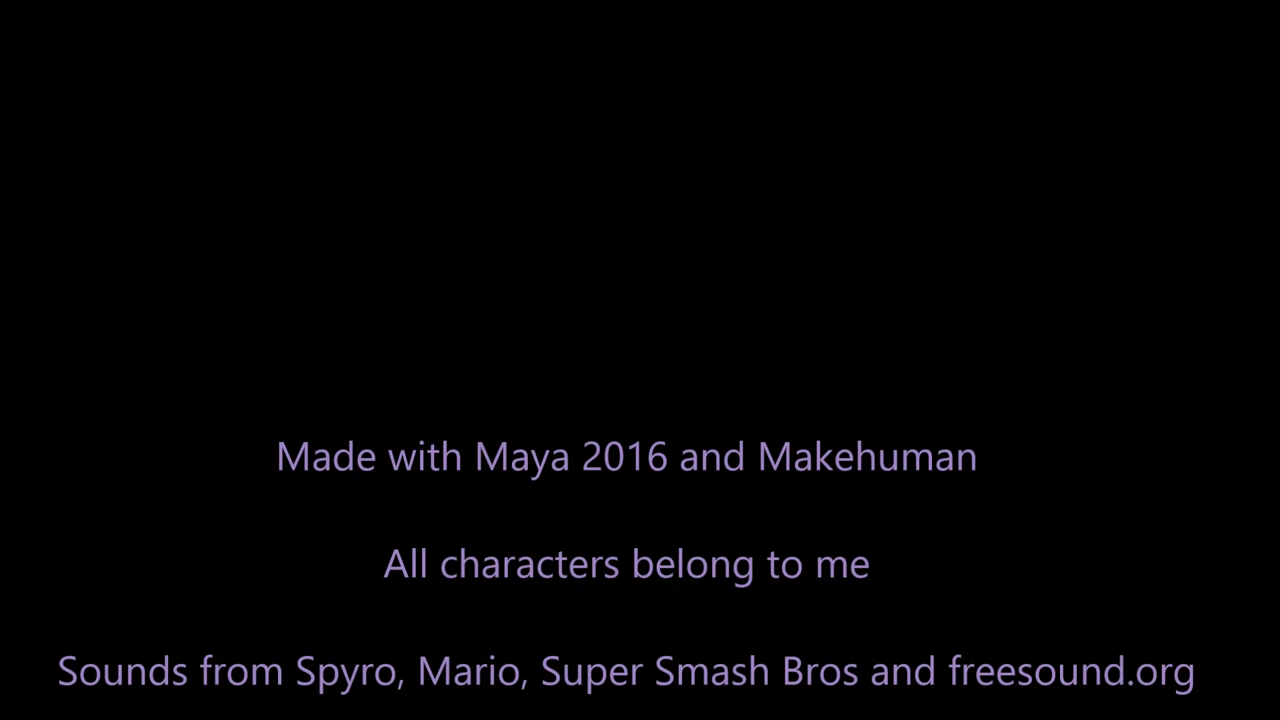 Made with Maya 2016 and Makehuman
All characters belong to me
Sounds from Spyro, Mario, Super Smash Bros and freesound.org